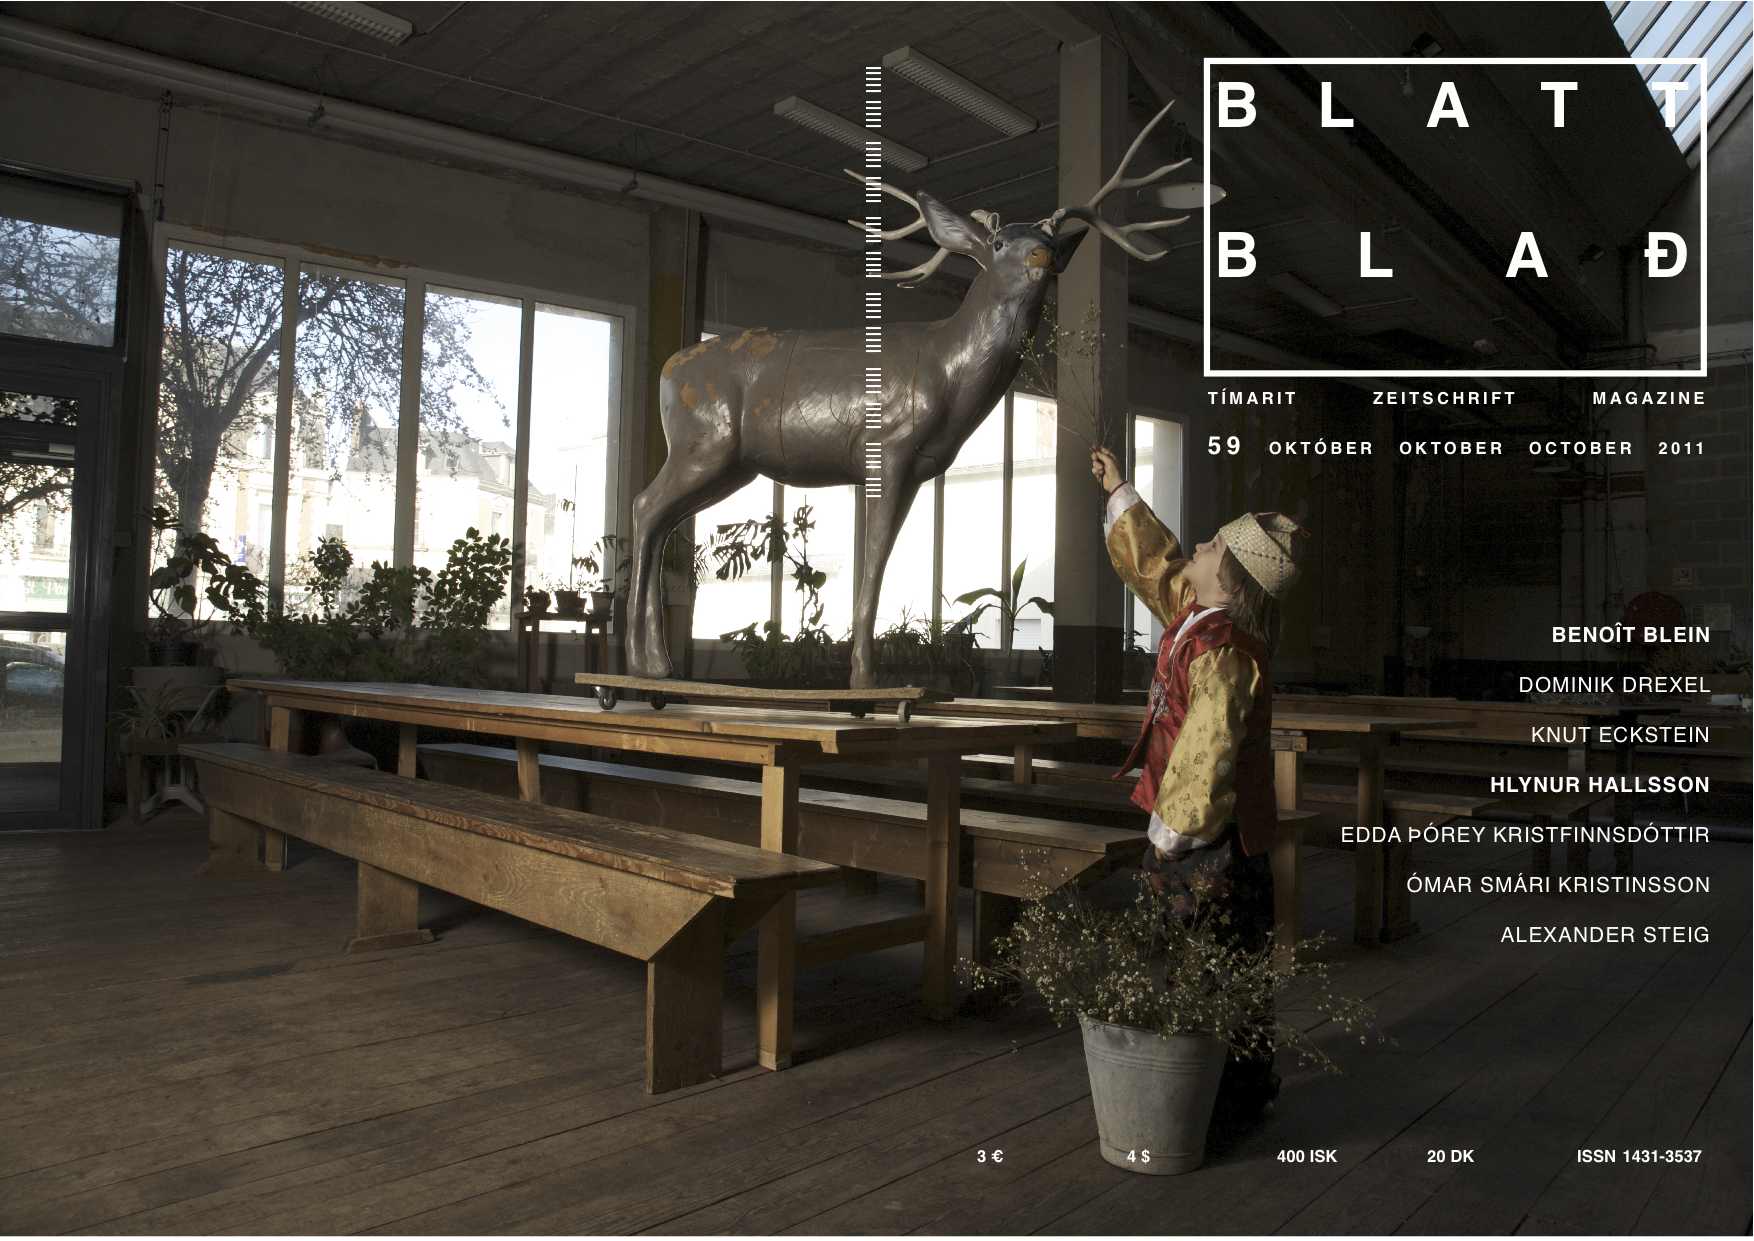 BLATT
BLAÐ
TÍMARIT ZEITSCHRIFT MAGAZINE
59 OKTÓBER OKTOBER OCTOBER 2011
BENOÎT BLEIN
DOMINIK DREXEL
KNUT ECKSTEIN
HLYNUR HALLSSON
EDDA ÞÓREY KRISTFINNSDÓTTIR
ÓMAR SMÁRI KRISTINSSON
ALEXANDER STEIG
3 € 4 $ 400 ISK 20 DK ISSN 1431-3537